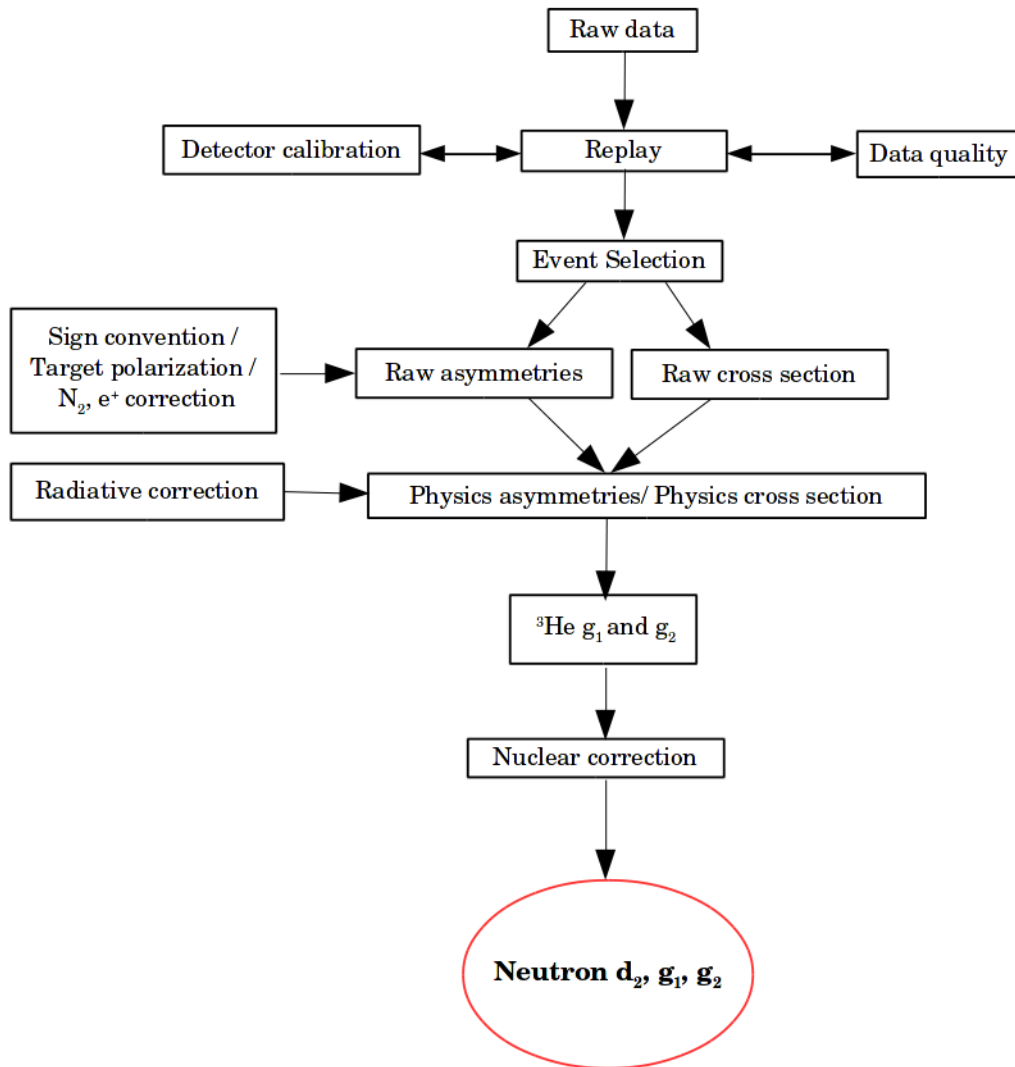 Raw data
Detector calibration
Replay
Data quality
Event Selection
Sign convention /
Target polarization /
N₂, e⁺ correction
Raw asymmetries
Raw cross section
Radiative correction
Physics asymmetries/ Physics cross section
³He g₁ and g₂
Nuclear correction
Neutron d₂, g₁, g₂